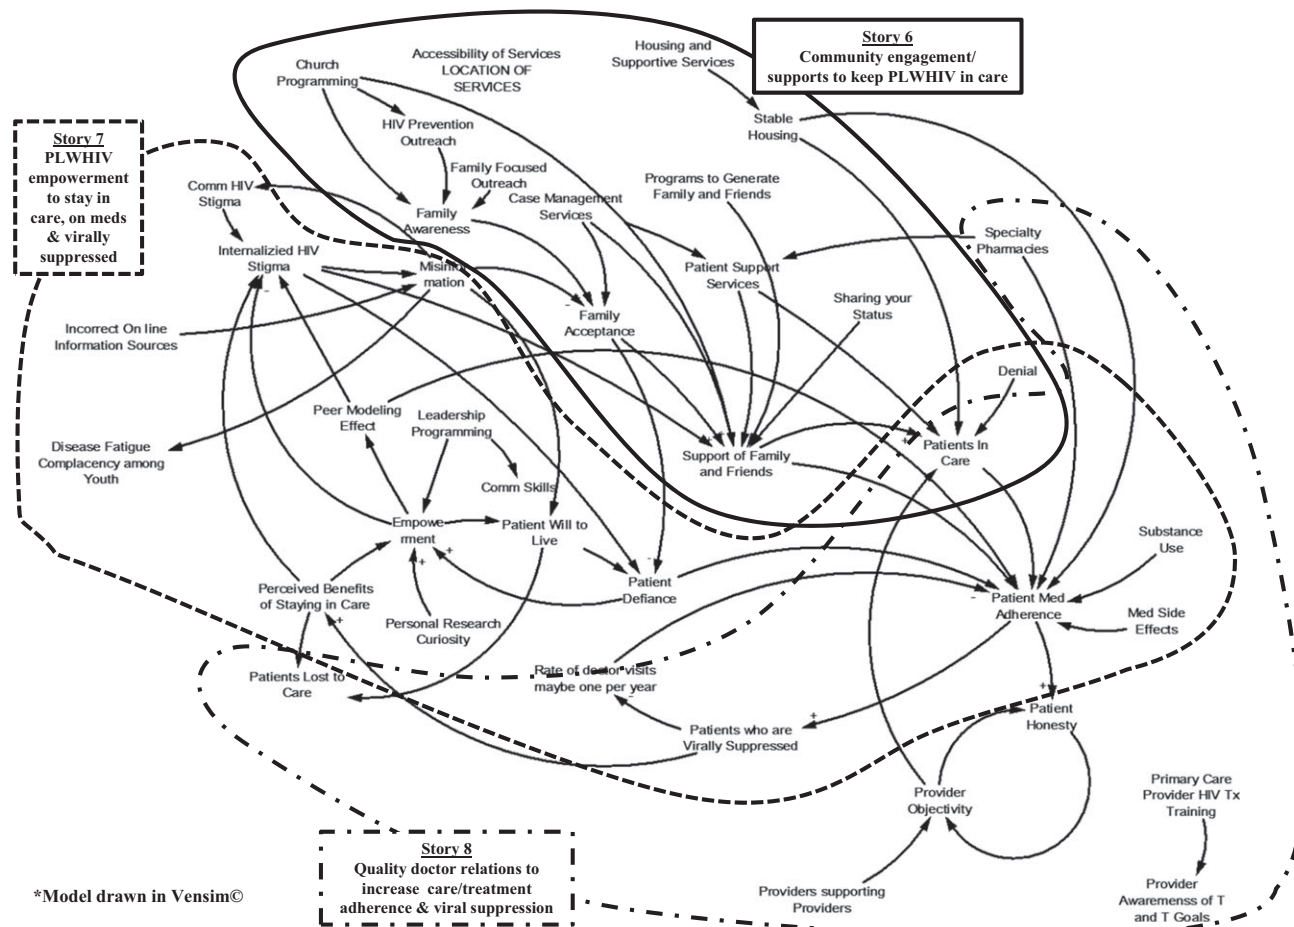 Story 6
Community engagement/
supports to keep PLWHIV in care
Housing and
Supportive Services
Accessibility of Services
LOCATION OF
SERVICES
Church
Programming
Stable
Housing
HIV Prevention
Outreach
Story 7
PLWHIV
empowerment
to stay in
care, on meds
& virally
suppressed
Family Focused
Outreach
Programs to Generate
Family and Friends
Comm HIV
Stigma
Case Management
Services
Family
Awareness
Specialty
Pharmacies
Internalizied HIV
Stigma
Misinfor
mation
Patient Support
Services
Sharing your
Status
Family
Acceptance
Incorrect On line
Information Sources
Denial
Peer Modeling
Effect
Leadership
Programming
Disease Fatigue
Complacency among
Youth
Support of Family
and Friends
Patients In
Care
Comm Skills
Empowe
rment
Patient Will to
Live
Substance
Use
Perceived Benefits
of Staying in Care
Patient
Defiance
Patient Med
Adherence
Med Side
Effects
Personal Research
Curiosity
Patients Lost to
Care
Rate of doctor visits
maybe one per year
Patient
Honesty
Patients who are
Virally Suppressed
Provider
Objectivity
Primary Care
Provider HIV Tx
Training
Story 8
Quality doctor relations to
increase care/treatment
adherence & viral suppression
*Model drawn in Vensim©
Providers supporting
Providers
Provider
Awaremenss of T
and T Goals